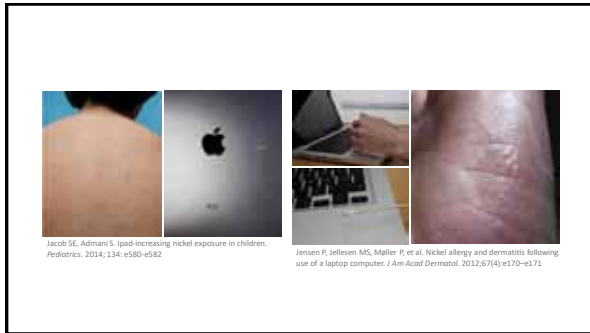 Jacob SE, Admani S. Ipad-increasing nickel exposure in children.
Pediatrics. 2014; 134: e580-e582
Jensen P, Jellesen MS, Møller P, et al. Nickel allergy and dermatitis following
use of a laptop computer. J Am Acad Dermatol. 2012;67(4):e170–e171